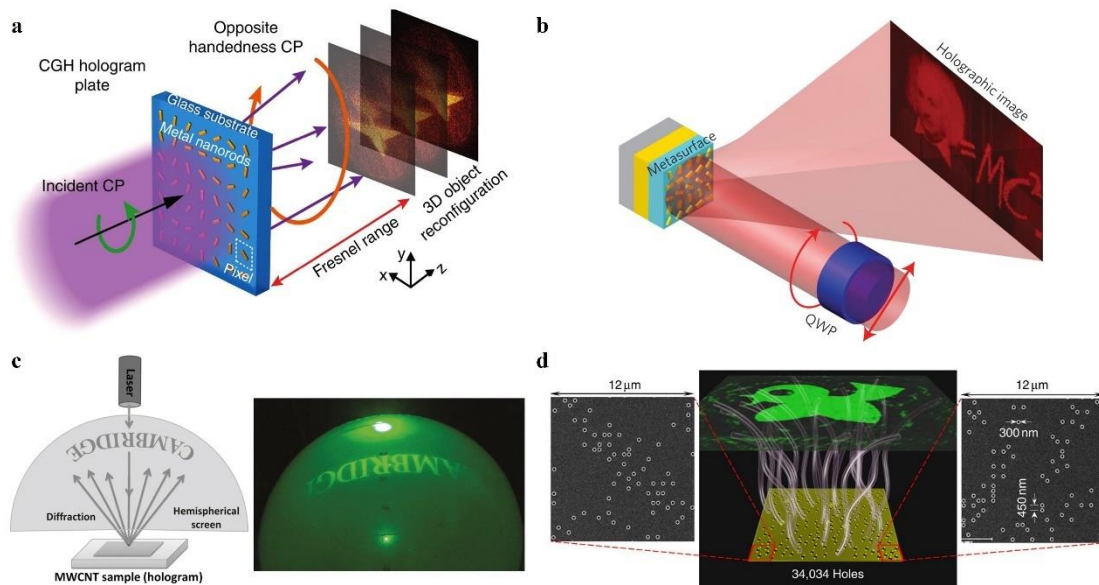 a
Opposite
handedness CP
CGH hologram
plate
Glass substrate
Metal nanorods
Incident CP
Pixel
Fresnel range
3D object
reconfiguration
x
y
z
b
Holographic image
Metasurface
=MC²
QWP
c
Laser
CAMBRIDGE
Diffraction
Hemispherical
screen
MWCNT sample (hologram)
CAMBRIDGE
d
12 μm
12 μm
300 nm
450 nm
34,034 Holes